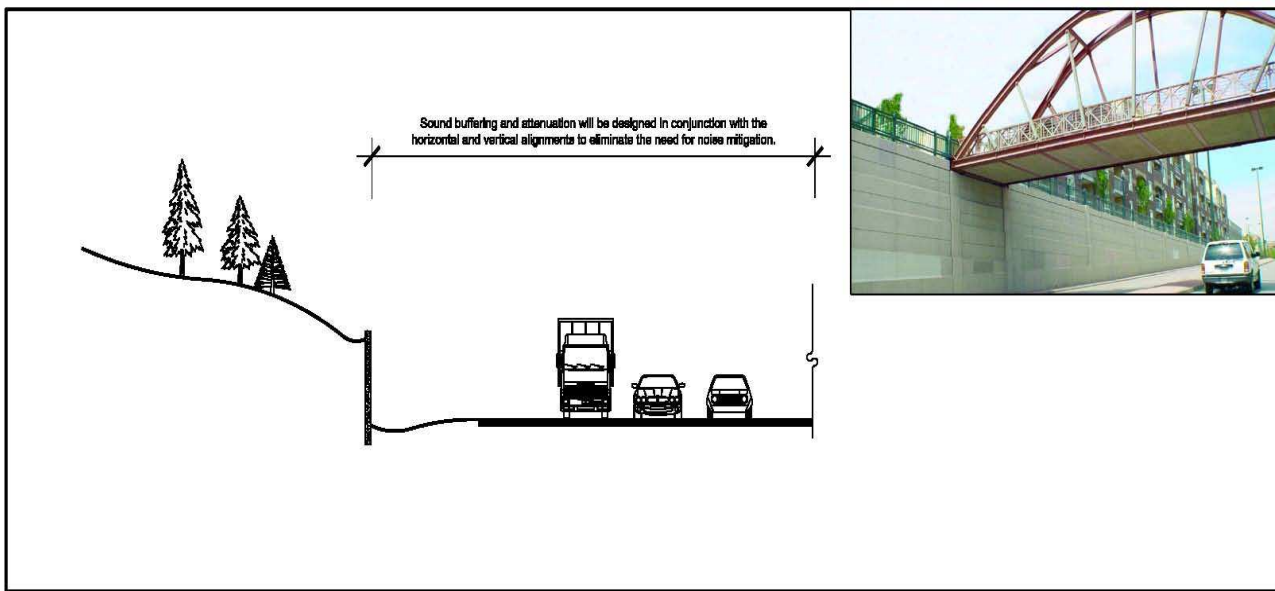 Sound buffering and attenuation will be designed in conjunction with the
horizontal and vertical alignments to eliminate the need for noise mitigation.